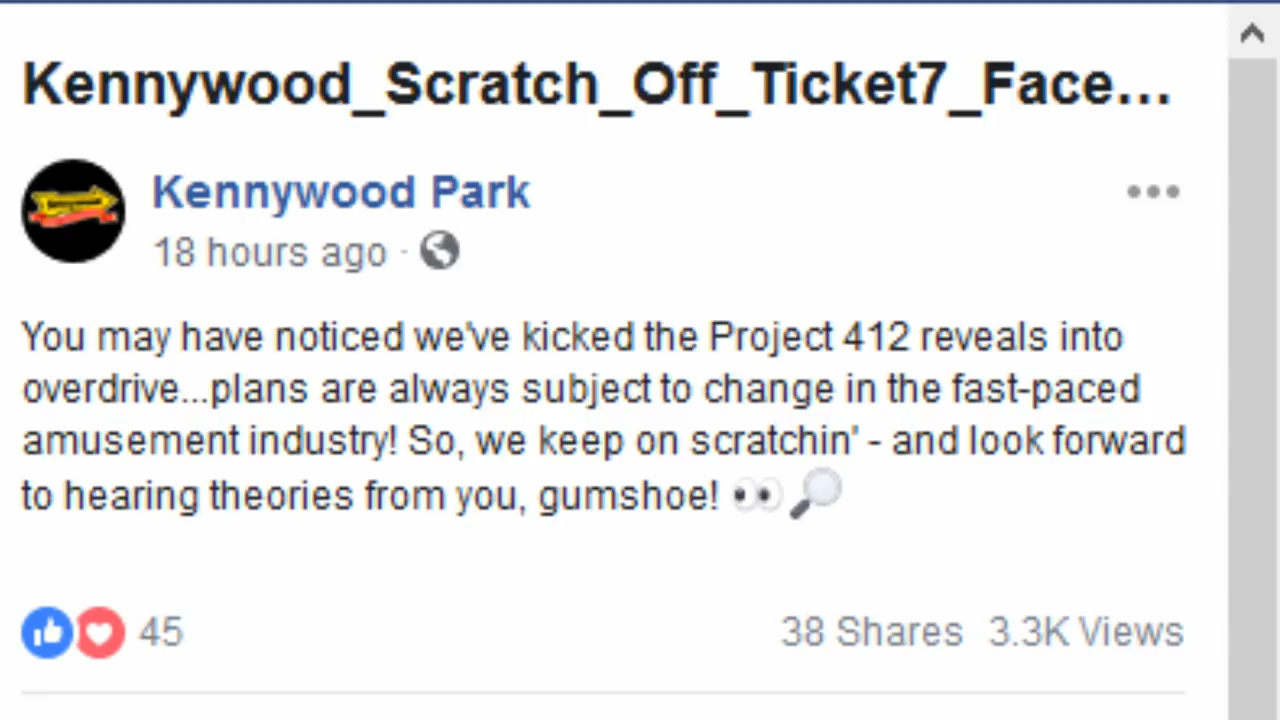 Kennywood_Scratch_Off_Ticket7_Face...
Kennywood Park
18 hours ago ·
You may have noticed we've kicked the Project 412 reveals into
overdrive...plans are always subject to change in the fast-paced
amusement industry! So, we keep on scratchin' - and look forward
to hearing theories from you, gumshoe! 👀🔎
45
38 Shares 3.3K Views